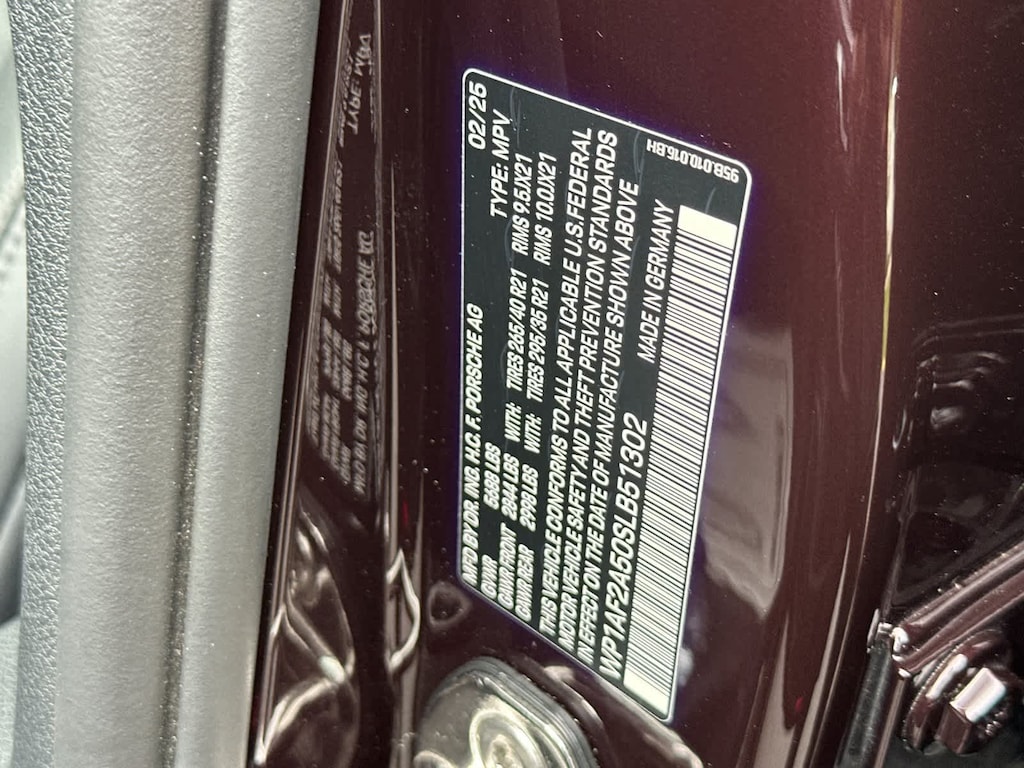 MFD BY DR. ING. H.C. F. PORSCHE AG 02/25
GVWR 5688 LBS TYPE: MPV
GAWR FRONT 2844 LBS WITH: TIRES 265/40 R21 RIMS 9.5JX21
GAWR REAR 2998 LBS WITH: TIRES 295/35 R21 RIMS 10.0JX21
THIS VEHICLE CONFORMS TO ALL APPLICABLE U.S. FEDERAL
MOTOR VEHICLE SAFETY AND THEFT PREVENTION STANDARDS
IN EFFECT ON THE DATE OF MANUFACTURE SHOWN ABOVE
WP1AF2A50SLB51302 MADE IN GERMANY
95B.010.016.BH